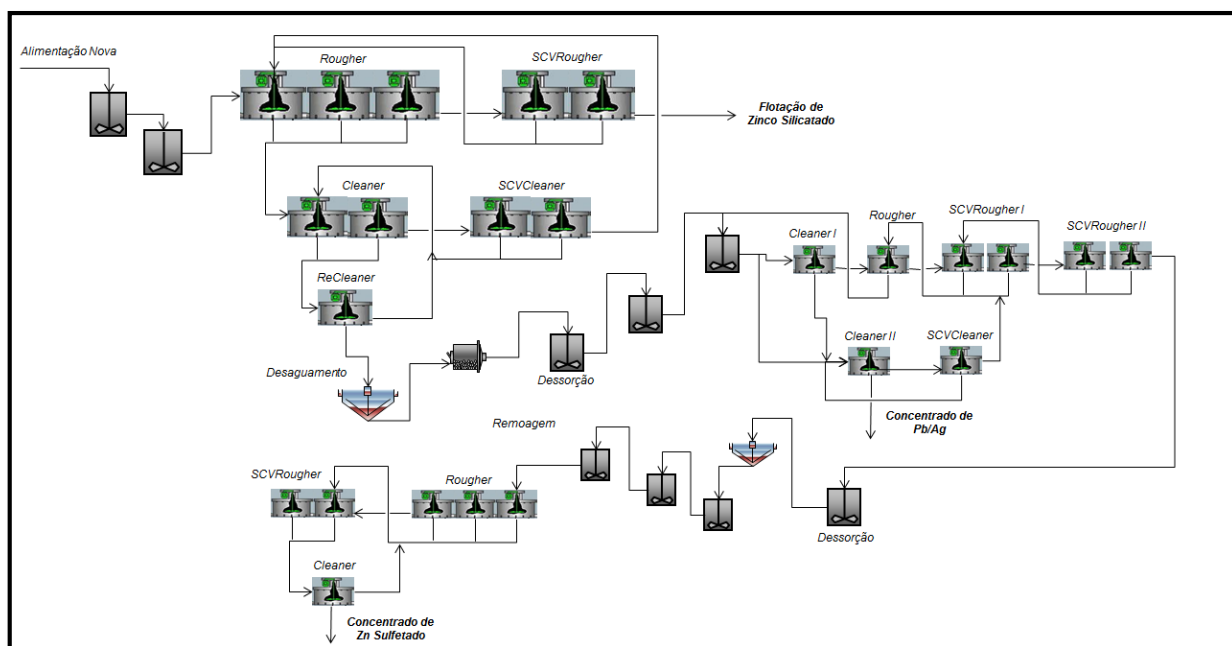 Alimentação Nova
Rougher
SCVRougher
Flotação de
Zinco Silicatado
Cleaner
SCVCleaner
ReCleaner
Desaguamento
Dessorção
Cleaner I
Rougher
SCVRougher I
SCVRougher II
Cleaner II
SCVCleaner
Concentrado de
Pb/Ag
Remoagem
SCVRougher
Rougher
Dessorção
Cleaner
Concentrado de
Zn Sulfetado